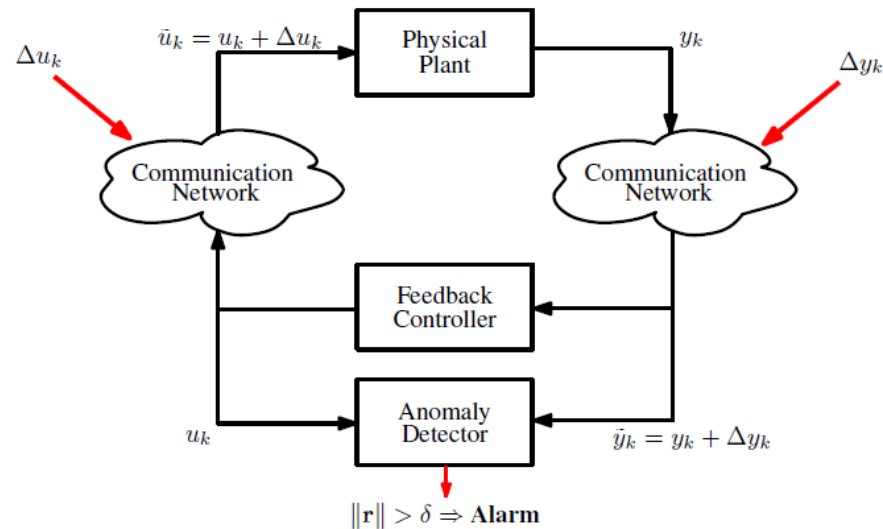 ũ_k = u_k + Δu_k
Physical
Plant
y_k
Δu_k
Δy_k
Communication
Network
Communication
Network
Feedback
Controller
Anomaly
Detector
u_k
ỹ_k = y_k + Δy_k
‖r‖ > δ ⇒ Alarm